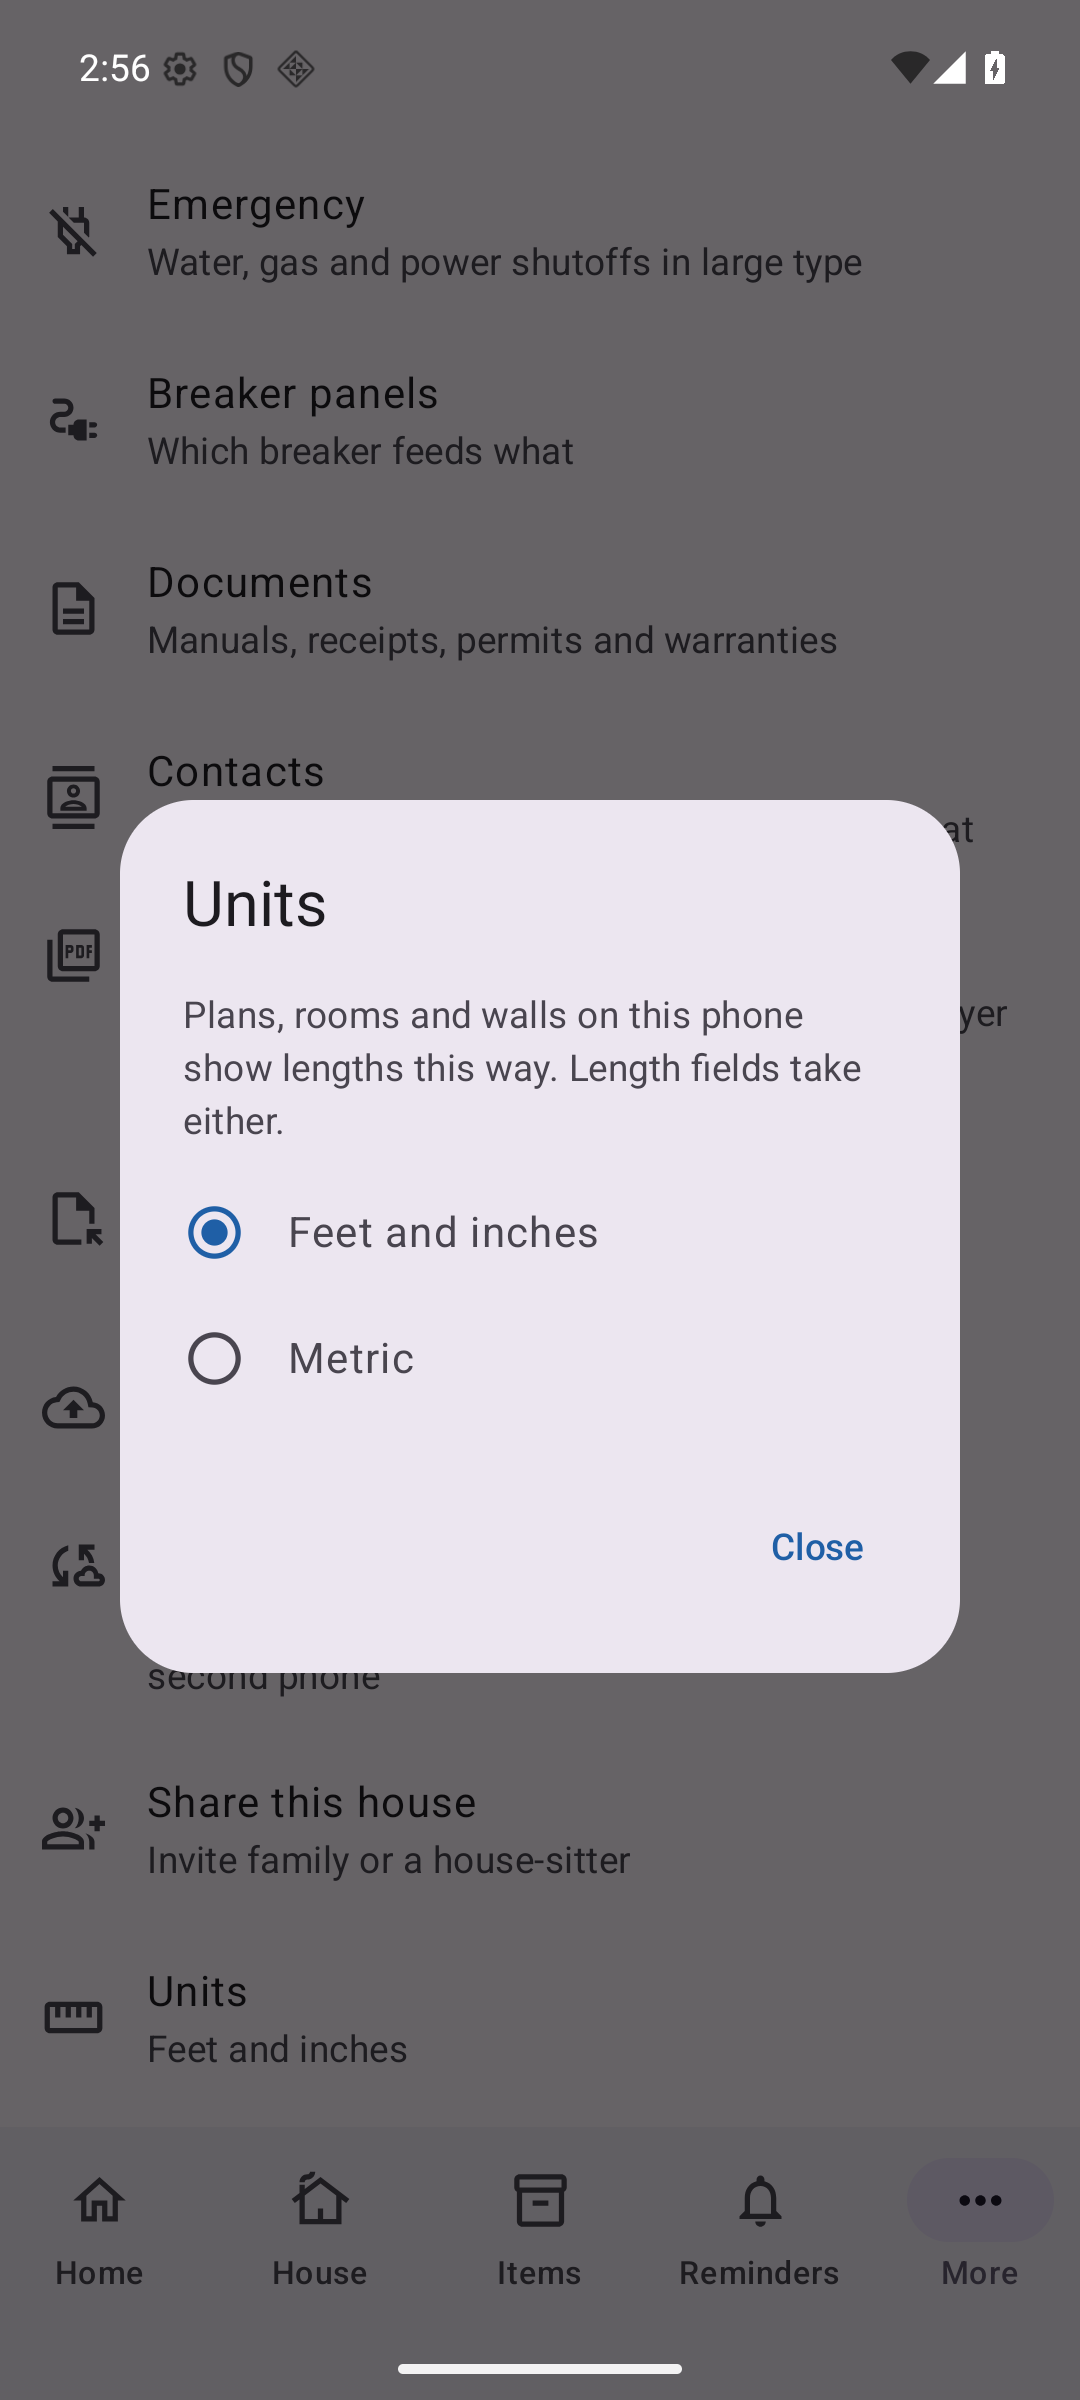 2:56
Emergency
Water, gas and power shutoffs in large type
Breaker panels
Which breaker feeds what
Documents
Manuals, receipts, permits and warranties
Contacts
at
PDF
yer
Units
Plans, rooms and walls on this phone
show lengths this way. Length fields take
either.
Feet and inches
Metric
Close
second phone
Share this house
Invite family or a house-sitter
Units
Feet and inches
Home
House
Items
Reminders
More